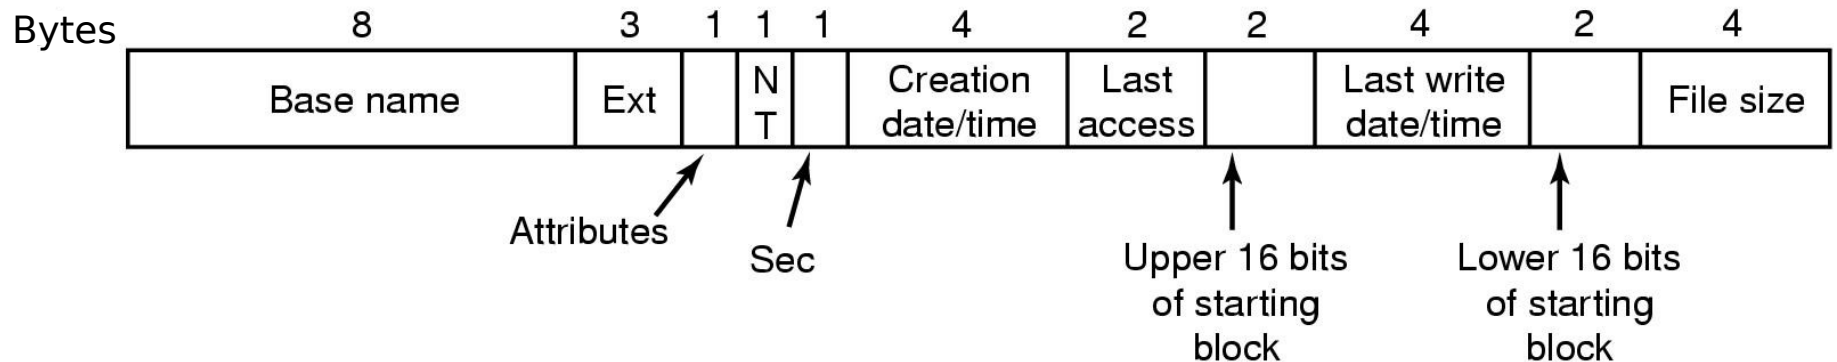 Bytes 8 3 1 1 1 4 2 2 4 2 4
Base name
Ext
N
T
Creation
date/time
Last
access
Last write
date/time
File size
Attributes
Sec
Upper 16 bits
of starting
block
Lower 16 bits
of starting
block